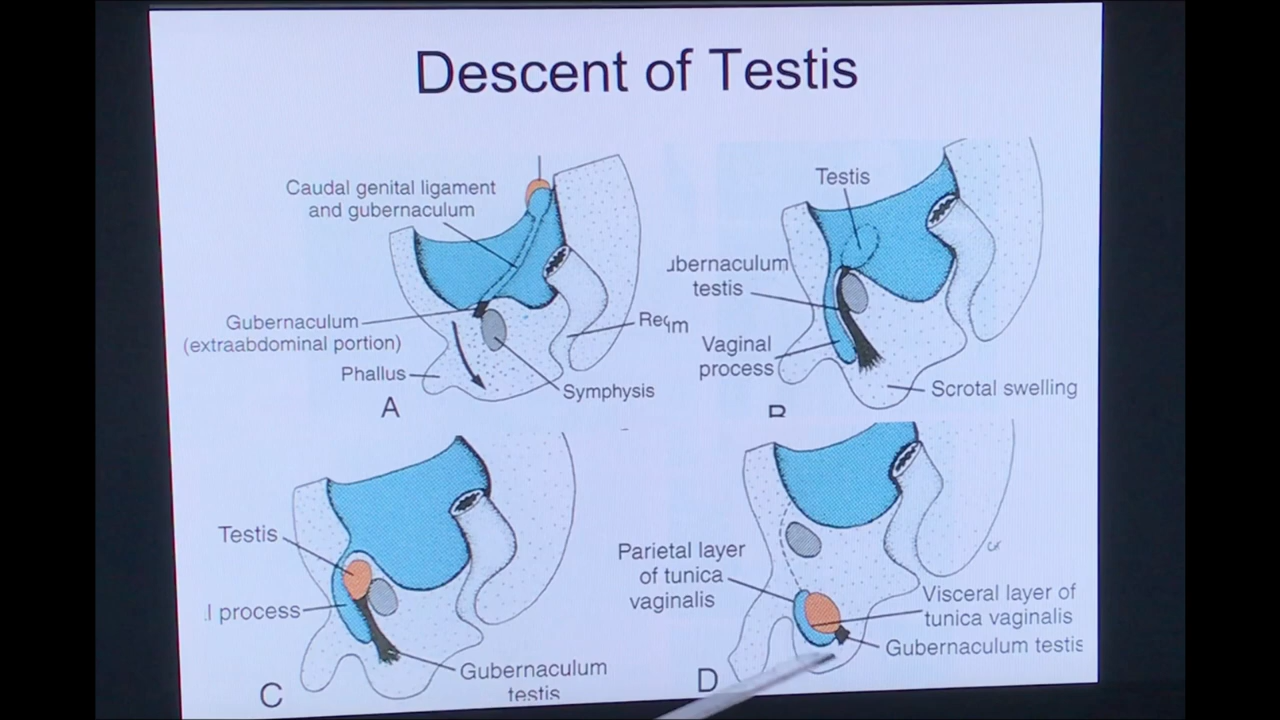 Descent of Testis
Caudal genital ligament
and gubernaculum
Gubernaculum
(extraabdominal portion)
Phallus
Symphysis
A
Testis
ubernaculum
testis
Vaginal
process
Scrotal swelling
Testis
l process
Gubernaculum
testis
C
Parietal layer
of tunica
vaginalis
Visceral layer of
tunica vaginalis
Gubernaculum testis
D